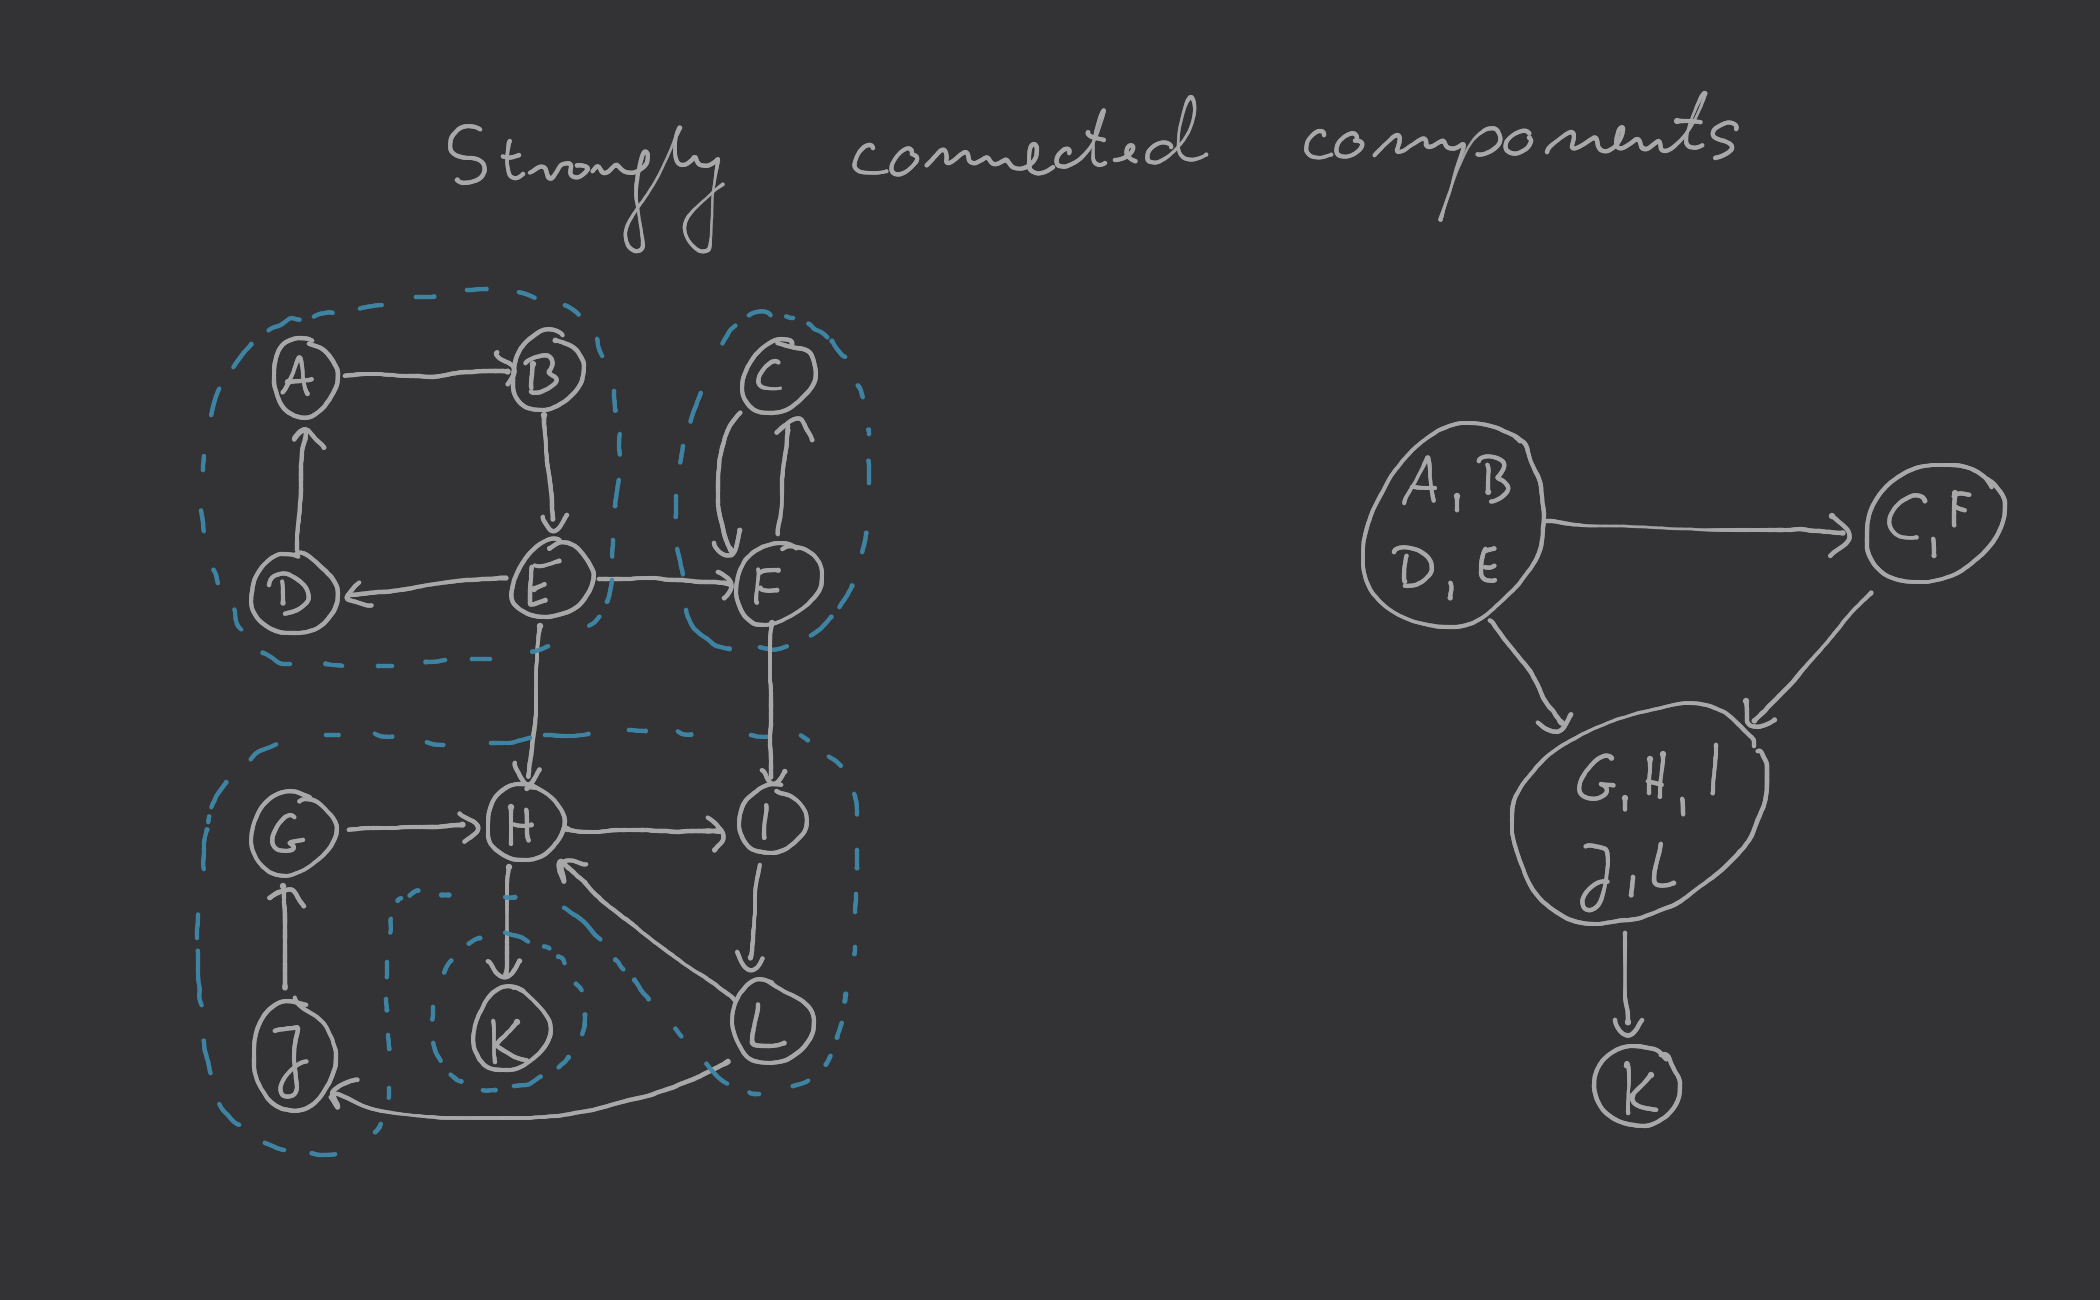 Strongly connected components
A B C
D E F
G H I
J K L
A, B
D, E
C, F
G, H, I
J, L
K